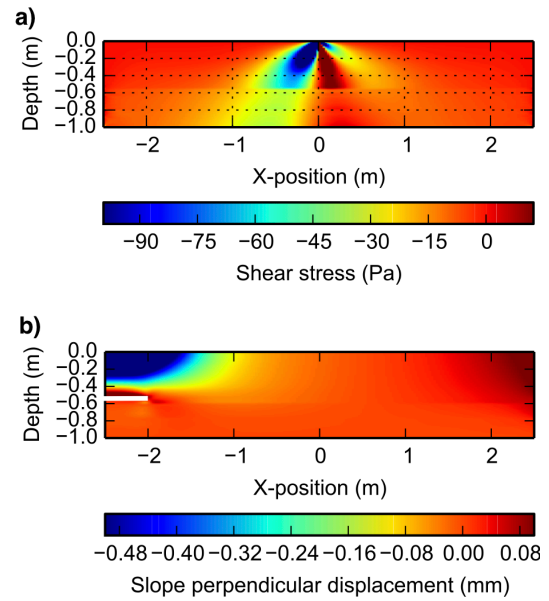 a)
0.0
−0.2
−0.4
−0.6
−0.8
−1.0
Depth (m)
−2 −1 0 1 2
X-position (m)
−90 −75 −60 −45 −30 −15 0
Shear stress (Pa)
b)
0.0
−0.2
−0.4
−0.6
−0.8
−1.0
Depth (m)
−2 −1 0 1 2
X-position (m)
−0.48 −0.40 −0.32 −0.24 −0.16 −0.08 0.00 0.08
Slope perpendicular displacement (mm)